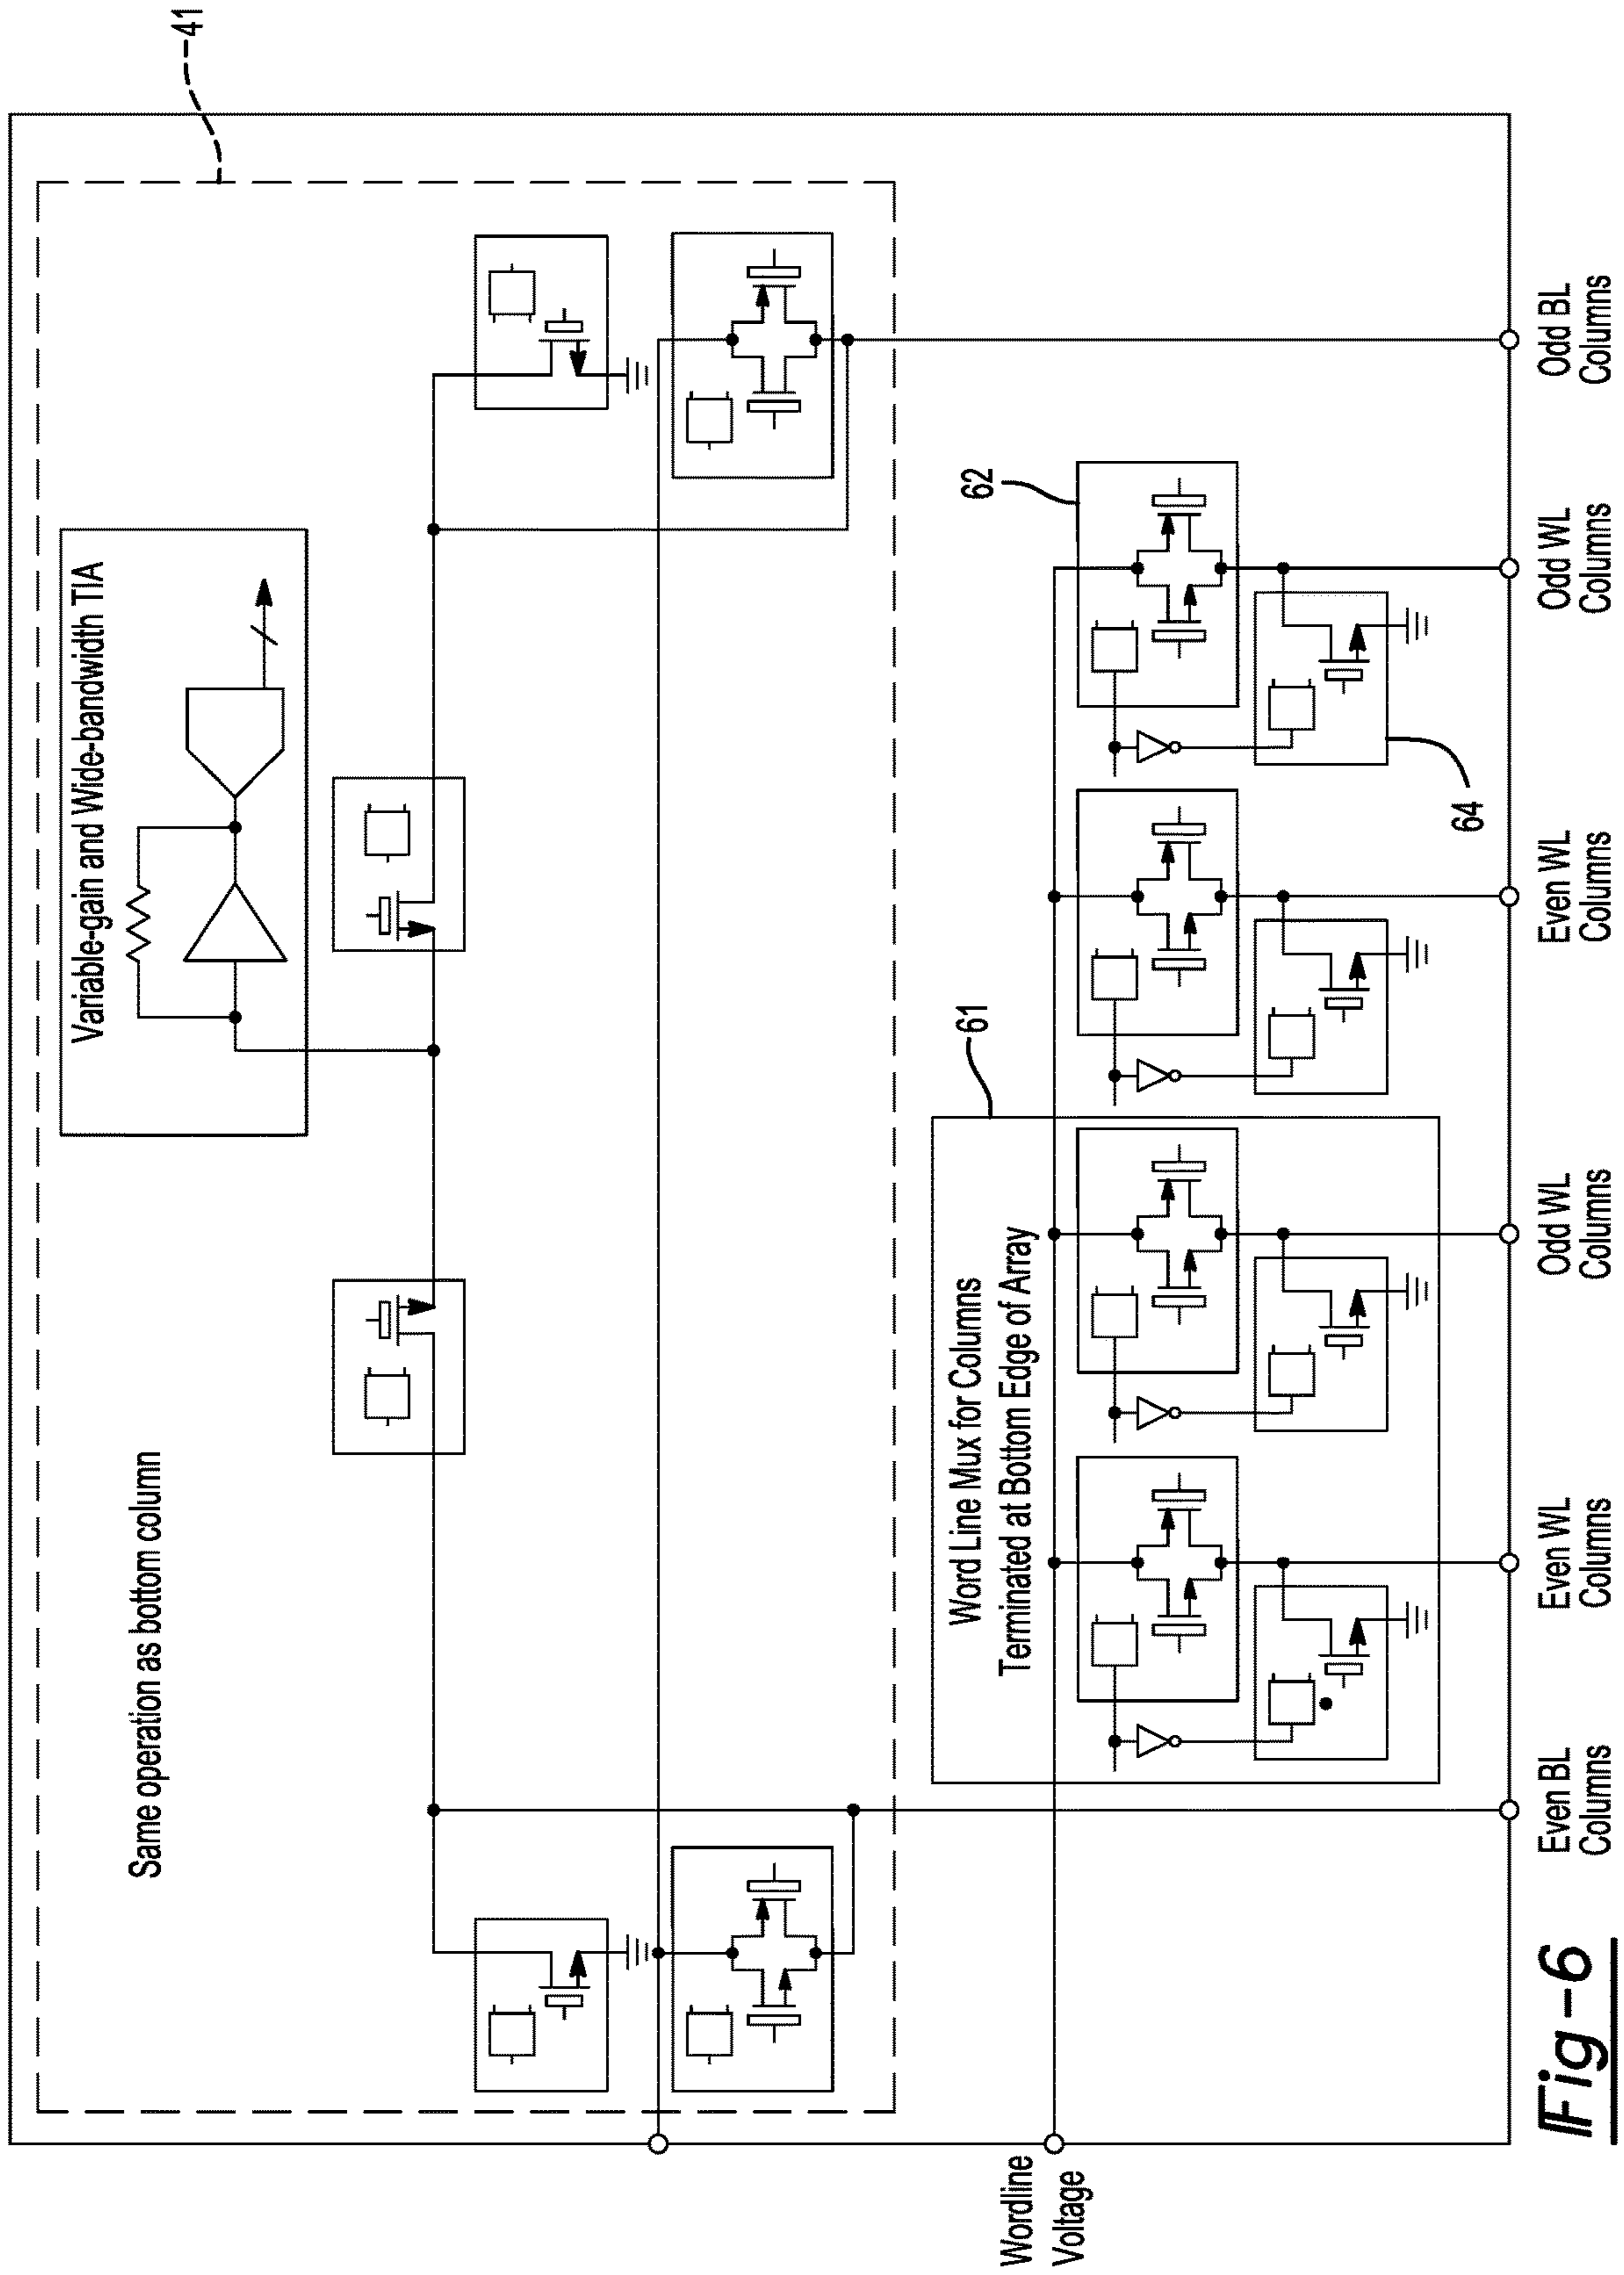 41
Variable-gain and Wide-bandwidth TIA
Same operation as bottom column
62
64
61
Word Line Mux for Columns
Terminated at Bottom Edge of Array
Wordline
Voltage
Even BL
Columns
Even WL
Columns
Odd WL
Columns
Even WL
Columns
Odd WL
Columns
Odd BL
Columns
Fig-6